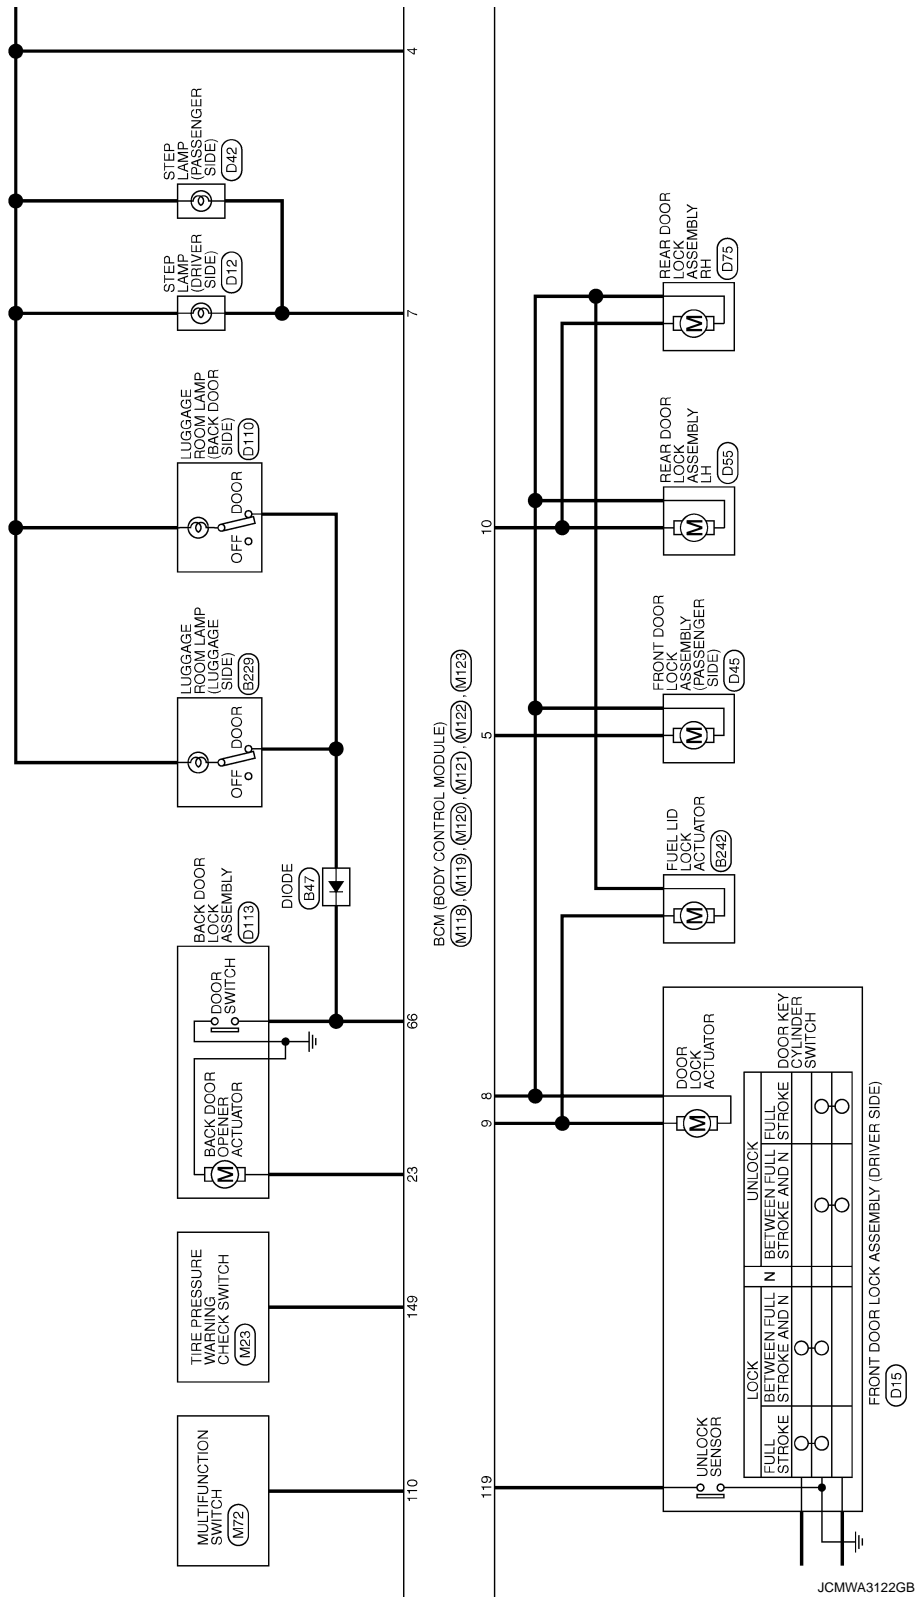 MULTIFUNCTION
SWITCH
M72
110
TIRE PRESSURE
WARNING
CHECK SWITCH
M23
149
BACK DOOR
LOCK
ASSEMBLY
D113
BACK DOOR
OPENER
ACTUATOR
M
DOOR
SWITCH
23
66
DIODE
B47
LUGGAGE
ROOM LAMP
(LUGGAGE
SIDE)
B229
OFF
DOOR
LUGGAGE
ROOM LAMP
(BACK DOOR
SIDE)
D110
OFF
DOOR
STEP
LAMP
(DRIVER
SIDE)
D12
7
STEP
LAMP
(PASSENGER
SIDE)
D42
4
BCM (BODY CONTROL MODULE)
M118 , M119 , M120 , M121 , M122 , M123
119
9
8
5
10
UNLOCK
SENSOR
DOOR
LOCK
ACTUATOR
M
LOCK
UNLOCK
FULL
STROKE
BETWEEN FULL
STROKE AND N
N
BETWEEN FULL
STROKE AND N
FULL
STROKE
DOOR KEY
CYLINDER
SWITCH
FRONT DOOR LOCK ASSEMBLY (DRIVER SIDE)
D15
FUEL LID
LOCK
ACTUATOR
B242
M
FRONT DOOR
LOCK
ASSEMBLY
(PASSENGER
SIDE)
D45
M
REAR DOOR
LOCK
ASSEMBLY
LH
D55
M
REAR DOOR
LOCK
ASSEMBLY
RH
D75
M
JCMWA3122GB